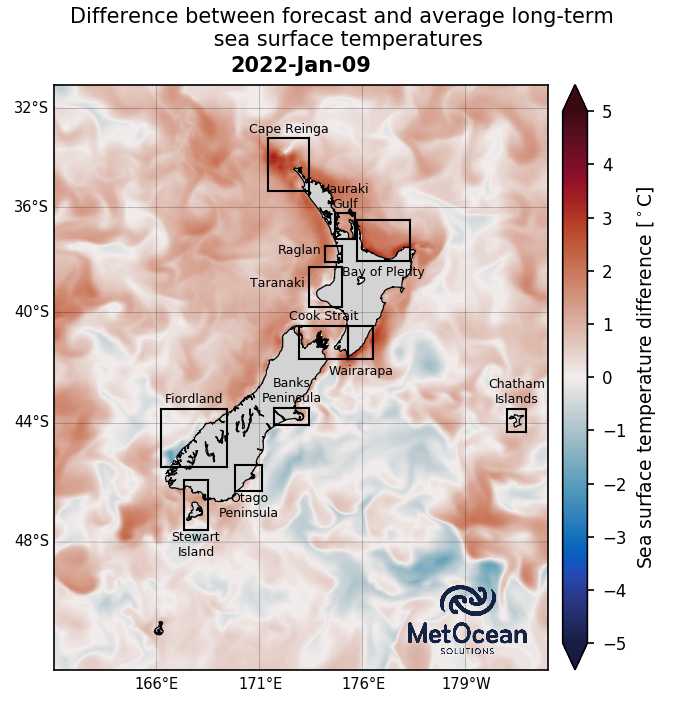 Difference between forecast and average long-term
sea surface temperatures
2022-Jan-09
32°S
36°S
40°S
44°S
48°S
Cape Reinga
Hauraki
Gulf
Raglan
Bay of Plenty
Taranaki
Cook Strait
Wairarapa
Banks
Peninsula
Chatham
Islands
Fiordland
Otago
Peninsula
Stewart
Island
MetOcean
SOLUTIONS
166°E
171°E
176°E
179°W
5
4
3
2
1
0
−1
−2
−3
−4
−5
Sea surface temperature difference [°C]